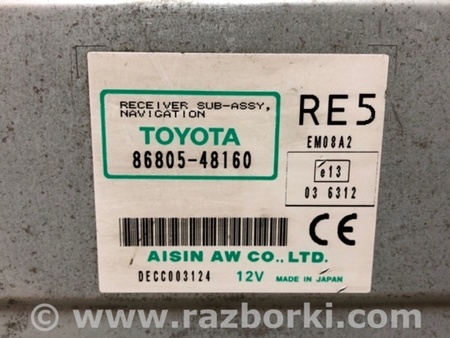 RECEIVER SUB-ASSY,
NAVIGATION
TOYOTA
86805-48160
RE5
EM08A2
e13
03 6312
CE
AISIN AW CO., LTD.
DECC003124 12V MADE IN JAPAN
© www.razborki.com